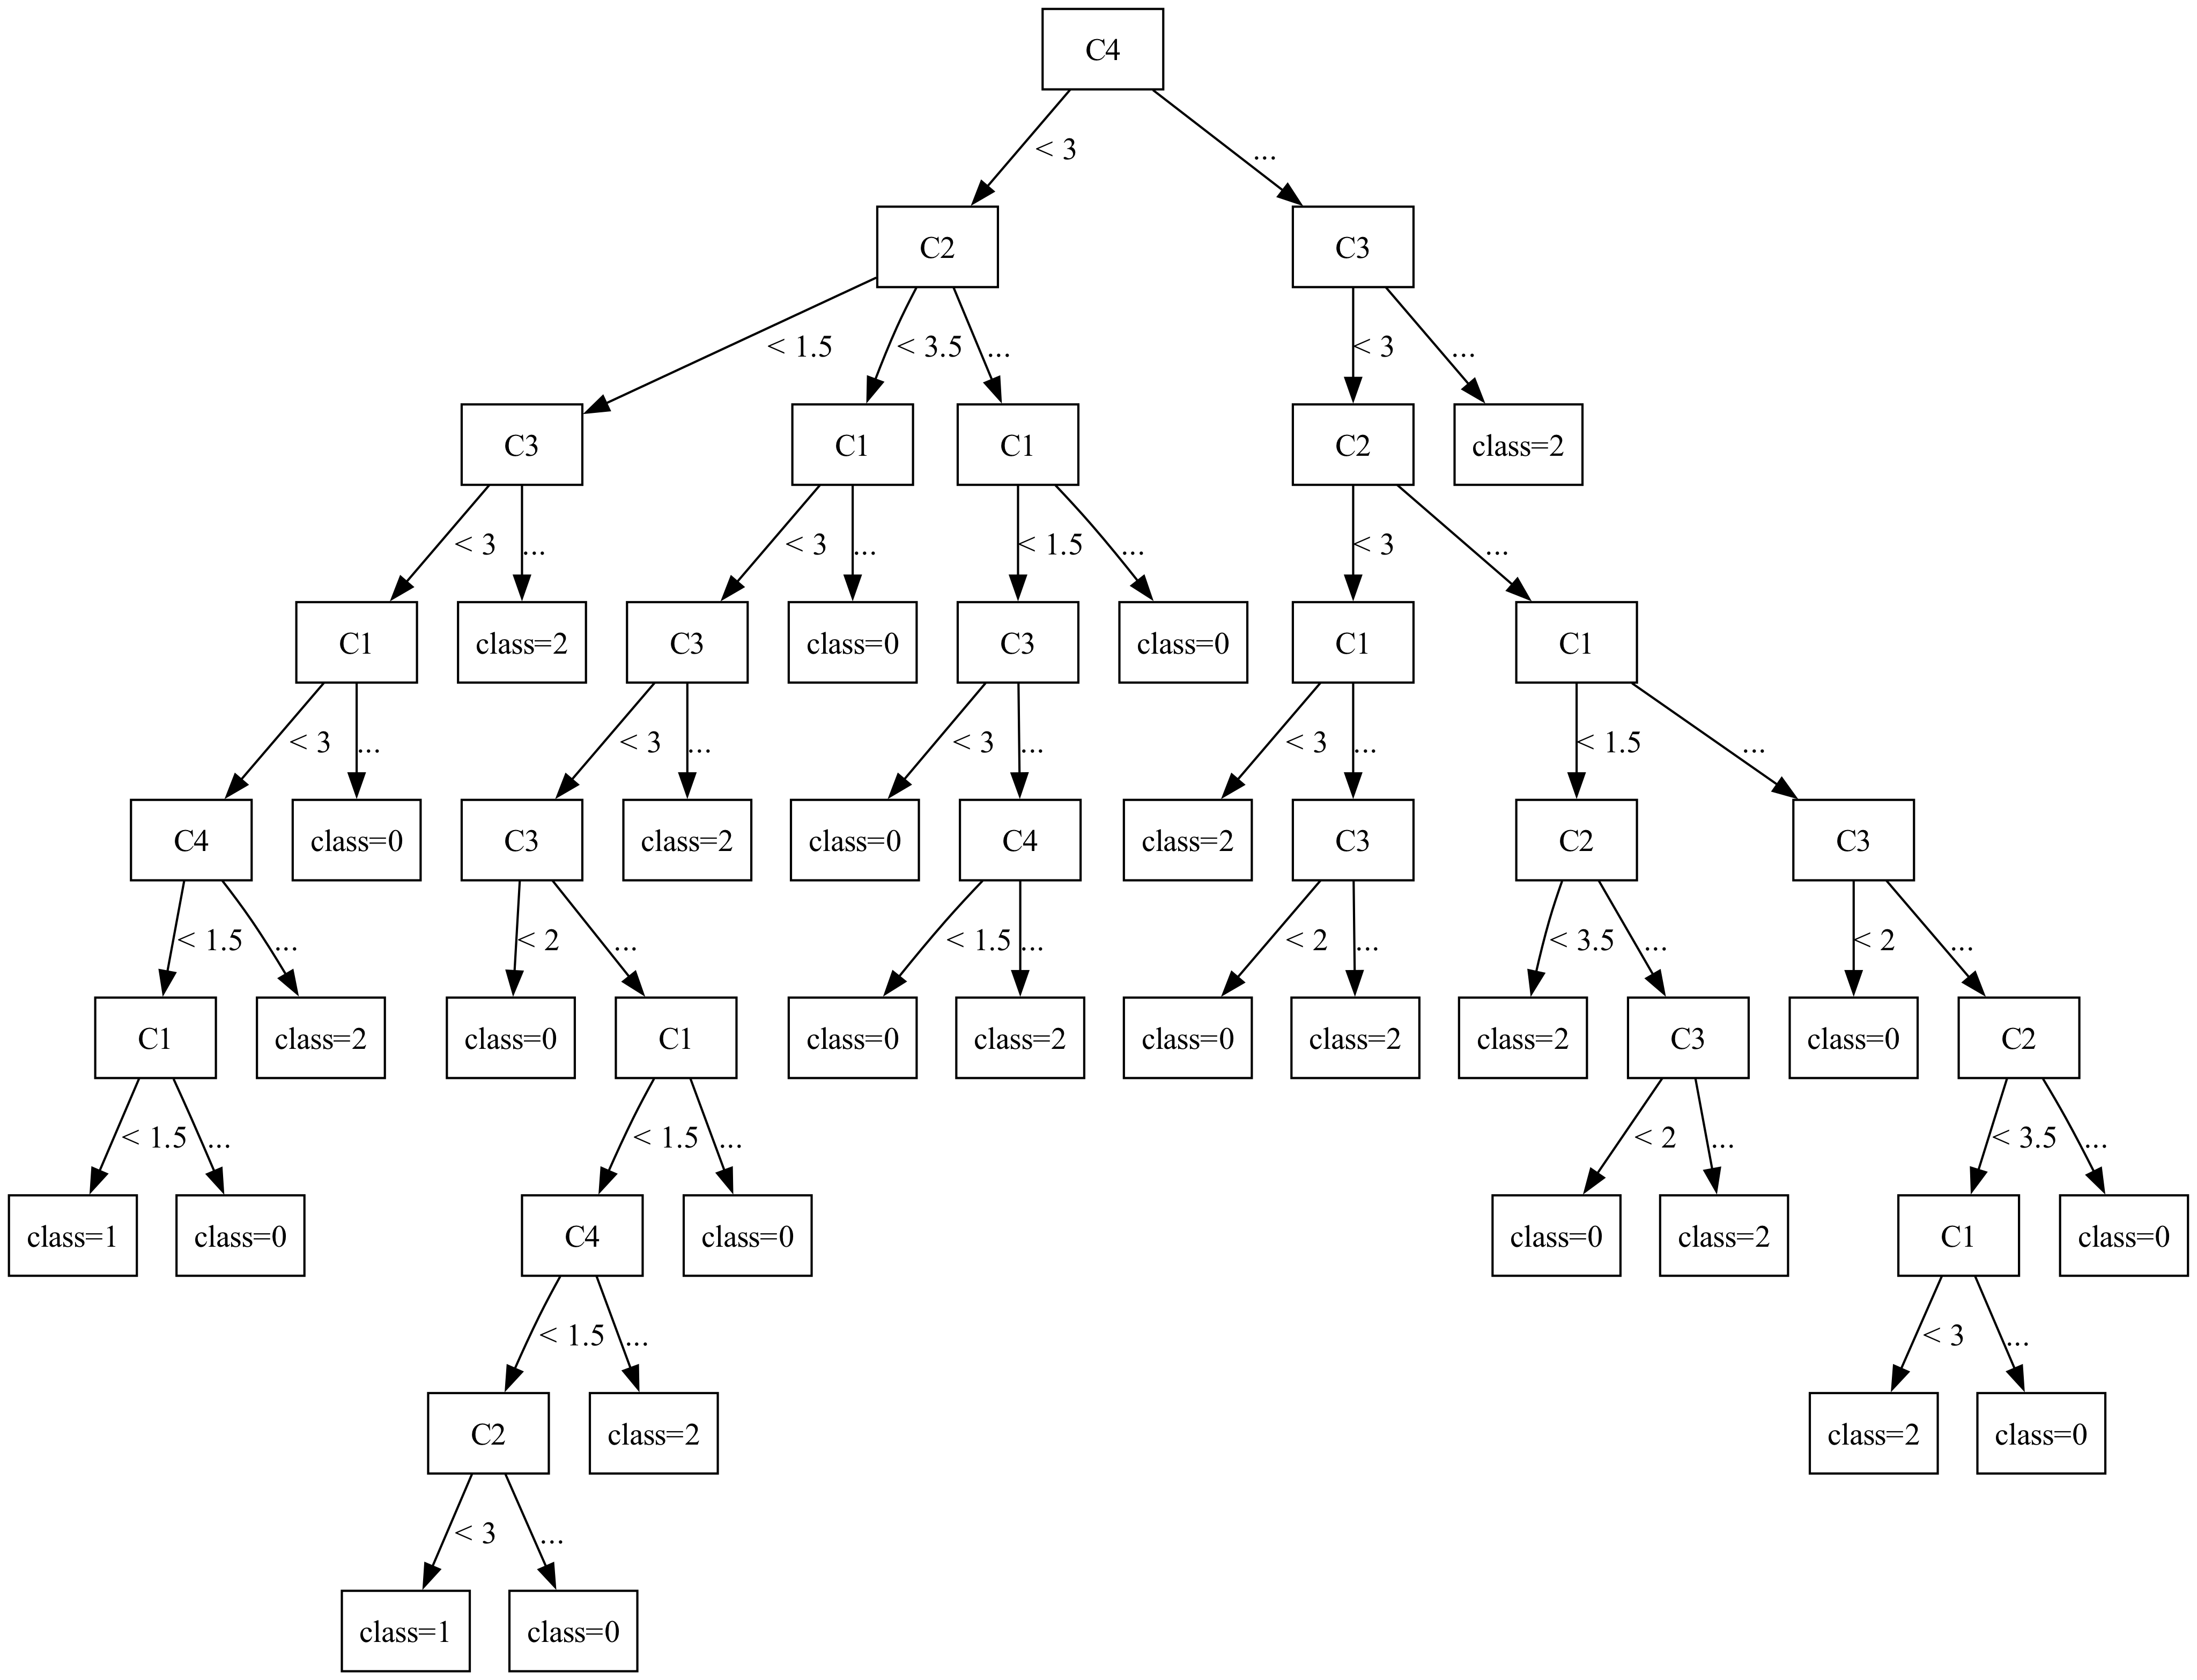 C4
< 3 ...
C2 C3
< 1.5 < 3.5 ... < 3 ...
C3 C1 C1 C2 class=2
< 3 ... < 3 ... < 1.5 ... < 3 ...
C1 class=2 C3 class=0 C3 class=0 C1 C1
< 3 ... < 3 ... < 3 ... < 3 ... < 1.5 ...
C4 class=0 C3 class=2 class=0 C4 class=2 C3 C2 C3
< 1.5 ... < 2 ... < 1.5 ... < 2 ... < 3.5 ... < 2 ...
C1 class=2 class=0 C1 class=0 class=2 class=0 class=2 class=2 C3 class=0 C2
< 1.5 ... < 1.5 ... < 2 ... < 3.5 ...
class=1 class=0 C4 class=0 class=0 class=2 C1 class=0
< 1.5 ... < 3 ...
C2 class=2 class=2 class=0
< 3 ...
class=1 class=0